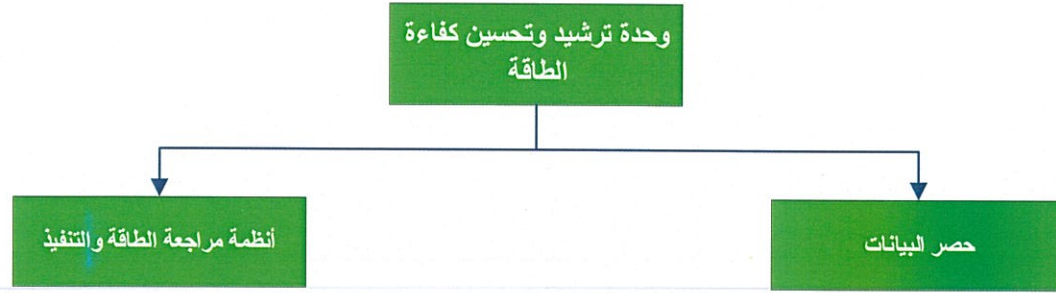 وحدة ترشيد وتحسين كفاءة
الطاقة
حصر البيانات
أنظمة مراجعة الطاقة والتنفيذ